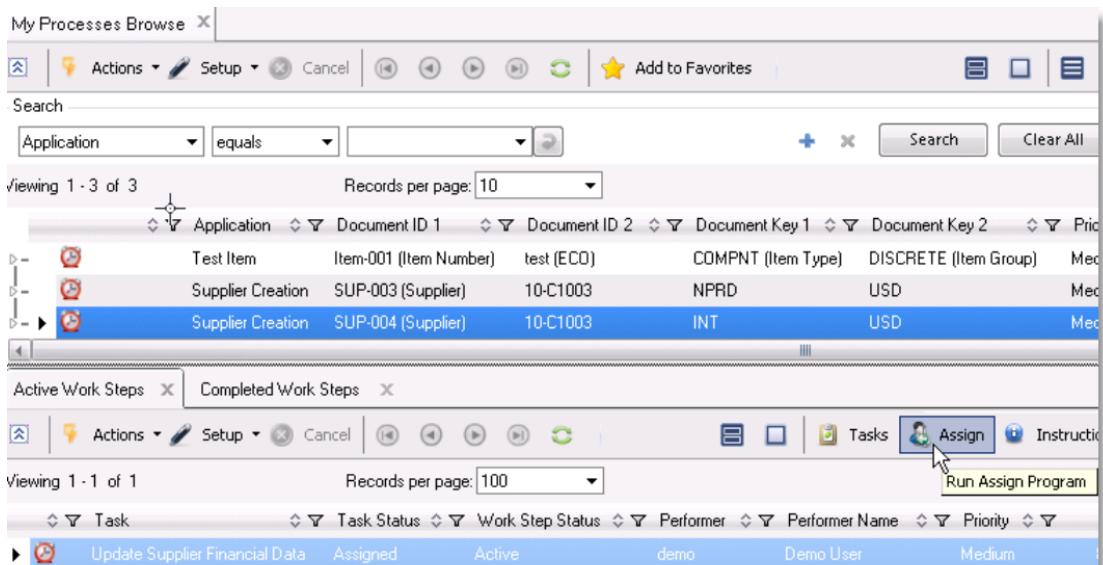 My Processes Browse
Actions Setup Cancel Add to Favorites
Search
Application equals Search Clear All
Viewing 1 - 3 of 3 Records per page: 10
Application Document ID 1 Document ID 2 Document Key 1 Document Key 2 Prio
Test Item Item-001 (Item Number) test (ECO) COMPNT (Item Type) DISCRETE (Item Group) Med
Supplier Creation SUP-003 (Supplier) 10-C1003 NPRD USD Med
Supplier Creation SUP-004 (Supplier) 10-C1003 INT USD Med
Active Work Steps Completed Work Steps
Actions Setup Cancel Tasks Assign Instructio
Viewing 1 - 1 of 1 Records per page: 100 Run Assign Program
Task Task Status Work Step Status Performer Performer Name Priority
Update Supplier Financial Data Assigned Active demo Demo User Medium